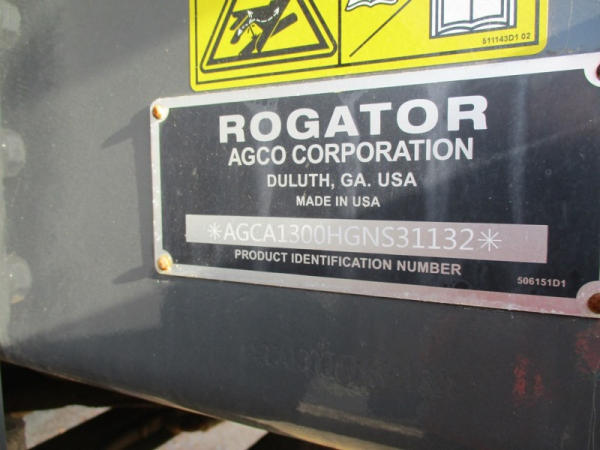 511143D1 02
ROGATOR
AGCO CORPORATION
DULUTH, GA. USA
MADE IN USA
*AGCA1300HGNS31132*
PRODUCT IDENTIFICATION NUMBER
506151D1